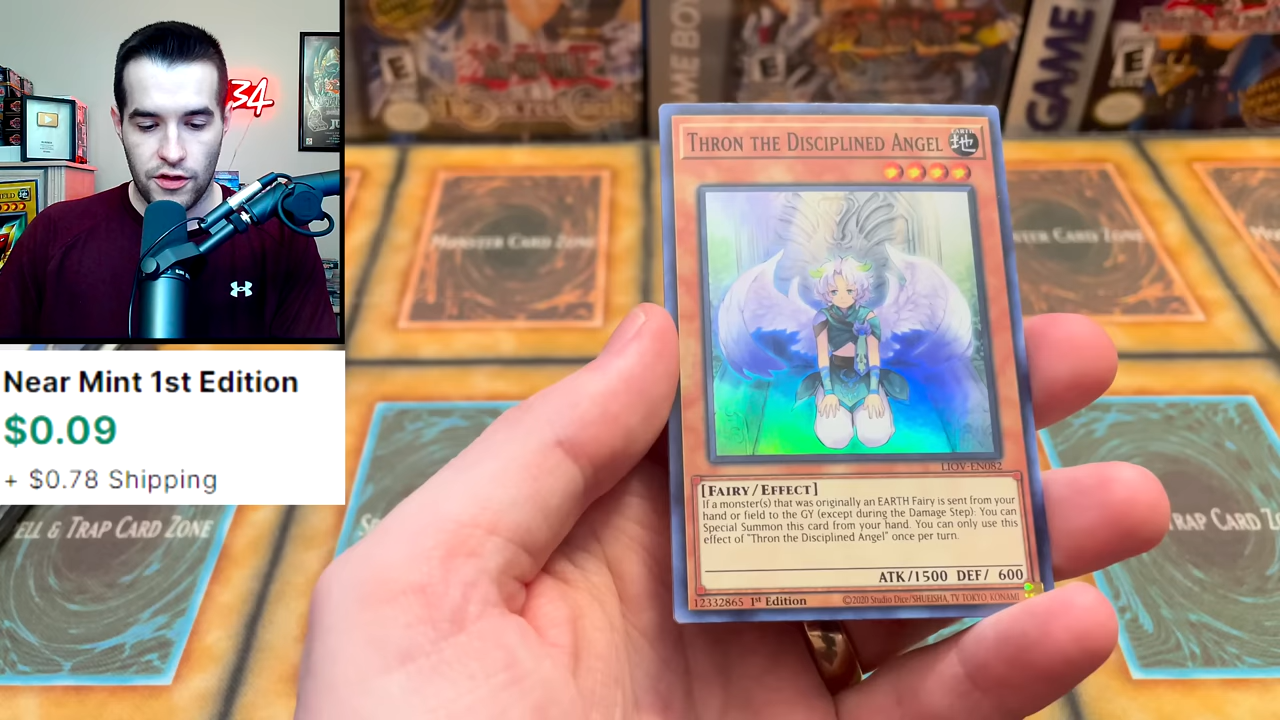 34
Near Mint 1st Edition
$0.09
+ $0.78 Shipping
GAME BOY
GAME
E
E
E
THRON THE DISCIPLINED ANGEL
EARTH
地
MONSTER CARD ZONE
STER CARD ZONE
LIOV-EN082
[FAIRY/EFFECT]
If a monster(s) that was originally an EARTH Fairy is sent from your
hand or field to the GY (except during the Damage Step): You can
Special Summon this card from your hand. You can only use this
effect of "Thron the Disciplined Angel" once per turn.
ATK/1500 DEF/ 600
12332865 1st Edition ©2020 Studio Dice/SHUEISHA, TV TOKYO, KONAMI
ELL & TRAP CARD ZONE
TRAP CARD